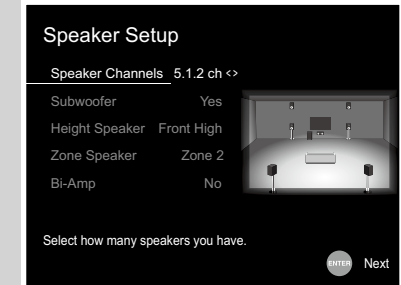 Speaker Setup
Speaker Channels 5.1.2 ch <>
Subwoofer Yes
Height Speaker Front High
Zone Speaker Zone 2
Bi-Amp No
Select how many speakers you have.
ENTER Next